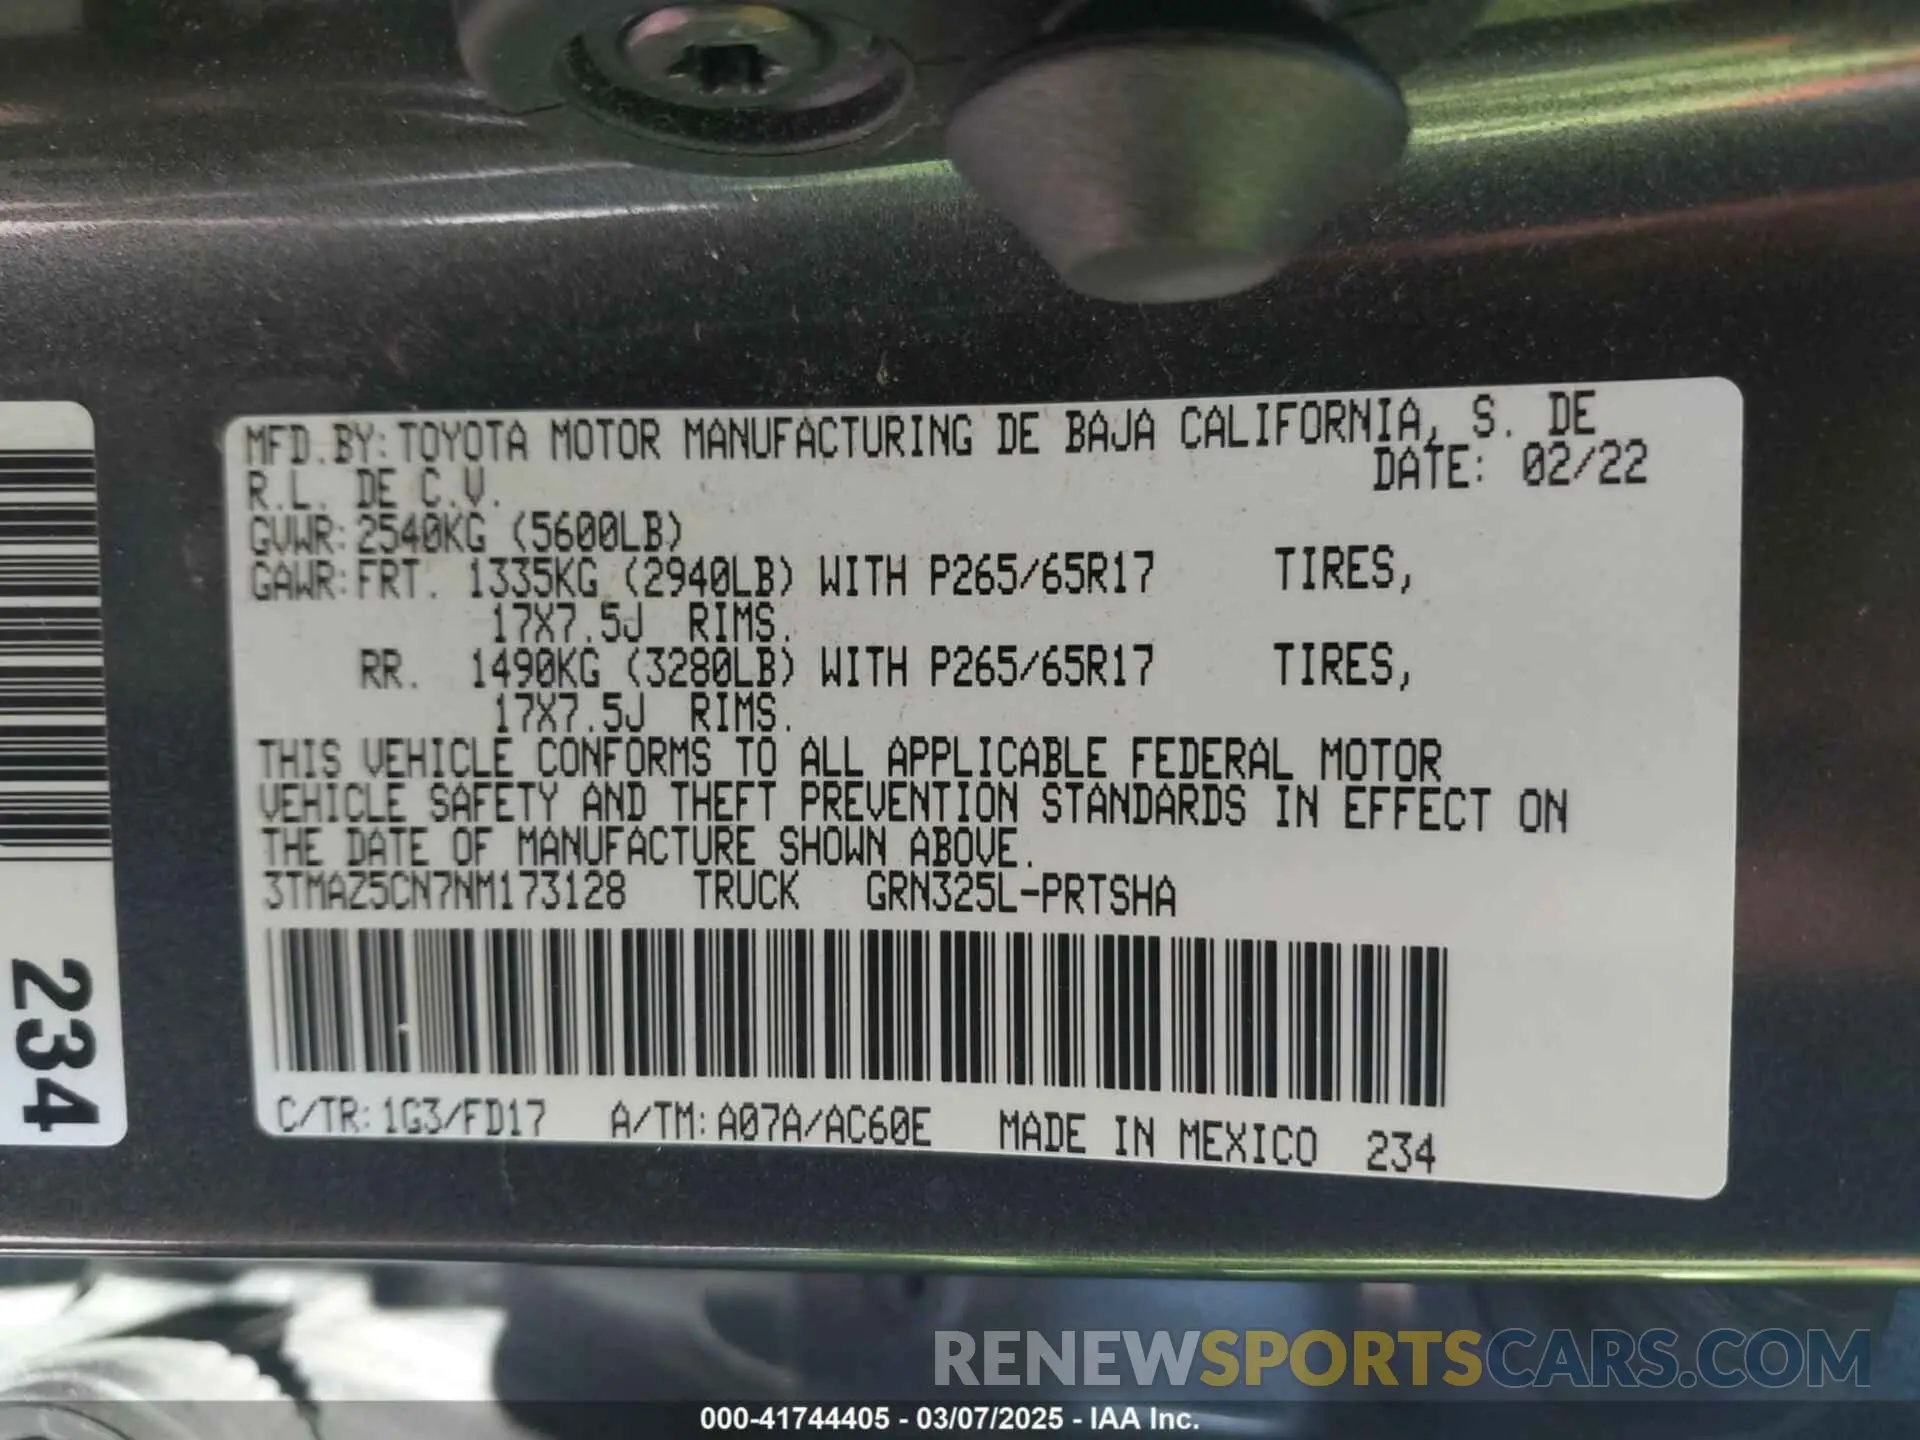 MFD.BY:TOYOTA MOTOR MANUFACTURING DE BAJA CALIFORNIA, S. DE
R.L. DE C.V. DATE: 02/22
GVWR:2540KG (5600LB)
GAWR:FRT. 1335KG (2940LB) WITH P265/65R17 TIRES,
17X7.5J RIMS.
RR. 1490KG (3280LB) WITH P265/65R17 TIRES,
17X7.5J RIMS.
THIS VEHICLE CONFORMS TO ALL APPLICABLE FEDERAL MOTOR
VEHICLE SAFETY AND THEFT PREVENTION STANDARDS IN EFFECT ON
THE DATE OF MANUFACTURE SHOWN ABOVE.
3TMAZ5CN7NM173128 TRUCK GRN325L-PRTSHA
C/TR:1G3/FD17 A/TM:A07A/AC60E MADE IN MEXICO 234
234
RENEWSPORTSCARS.COM
000-41744405 - 03/07/2025 - IAA Inc.